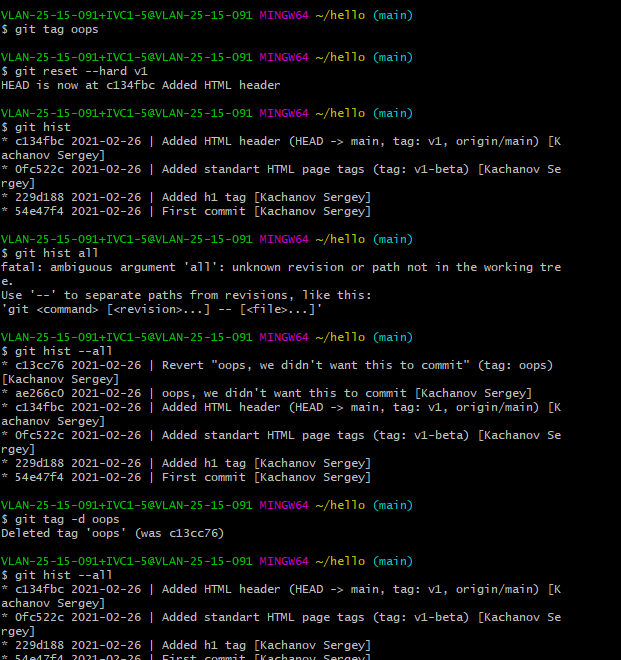 VLAN-25-15-091+IVC1-5@VLAN-25-15-091 MINGW64 ~/hello (main)
$ git tag oops
VLAN-25-15-091+IVC1-5@VLAN-25-15-091 MINGW64 ~/hello (main)
$ git reset --hard v1
HEAD is now at c134fbc Added HTML header
VLAN-25-15-091+IVC1-5@VLAN-25-15-091 MINGW64 ~/hello (main)
$ git hist
* c134fbc 2021-02-26 | Added HTML header (HEAD -> main, tag: v1, origin/main) [K
achanov Sergey]
* 0fc522c 2021-02-26 | Added standart HTML page tags (tag: v1-beta) [Kachanov Se
rgey]
* 229d188 2021-02-26 | Added h1 tag [Kachanov Sergey]
* 54e47f4 2021-02-26 | First commit [Kachanov Sergey]
VLAN-25-15-091+IVC1-5@VLAN-25-15-091 MINGW64 ~/hello (main)
$ git hist all
fatal: ambiguous argument 'all': unknown revision or path not in the working tre
e.
Use '--' to separate paths from revisions, like this:
'git <command> [<revision>...] -- [<file>...]'
VLAN-25-15-091+IVC1-5@VLAN-25-15-091 MINGW64 ~/hello (main)
$ git hist --all
* c13cc76 2021-02-26 | Revert "oops, we didn't want this to commit" (tag: oops)
[Kachanov Sergey]
* ae266c0 2021-02-26 | oops, we didn't want this to commit [Kachanov Sergey]
* c134fbc 2021-02-26 | Added HTML header (HEAD -> main, tag: v1, origin/main) [K
achanov Sergey]
* 0fc522c 2021-02-26 | Added standart HTML page tags (tag: v1-beta) [Kachanov Se
rgey]
* 229d188 2021-02-26 | Added h1 tag [Kachanov Sergey]
* 54e47f4 2021-02-26 | First commit [Kachanov Sergey]
VLAN-25-15-091+IVC1-5@VLAN-25-15-091 MINGW64 ~/hello (main)
$ git tag -d oops
Deleted tag 'oops' (was c13cc76)
VLAN-25-15-091+IVC1-5@VLAN-25-15-091 MINGW64 ~/hello (main)
$ git hist --all
* c134fbc 2021-02-26 | Added HTML header (HEAD -> main, tag: v1, origin/main) [K
achanov Sergey]
* 0fc522c 2021-02-26 | Added standart HTML page tags (tag: v1-beta) [Kachanov Se
rgey]
* 229d188 2021-02-26 | Added h1 tag [Kachanov Sergey]
* 54e47f4 2021-02-26 | First commit [Kachanov Sergey]